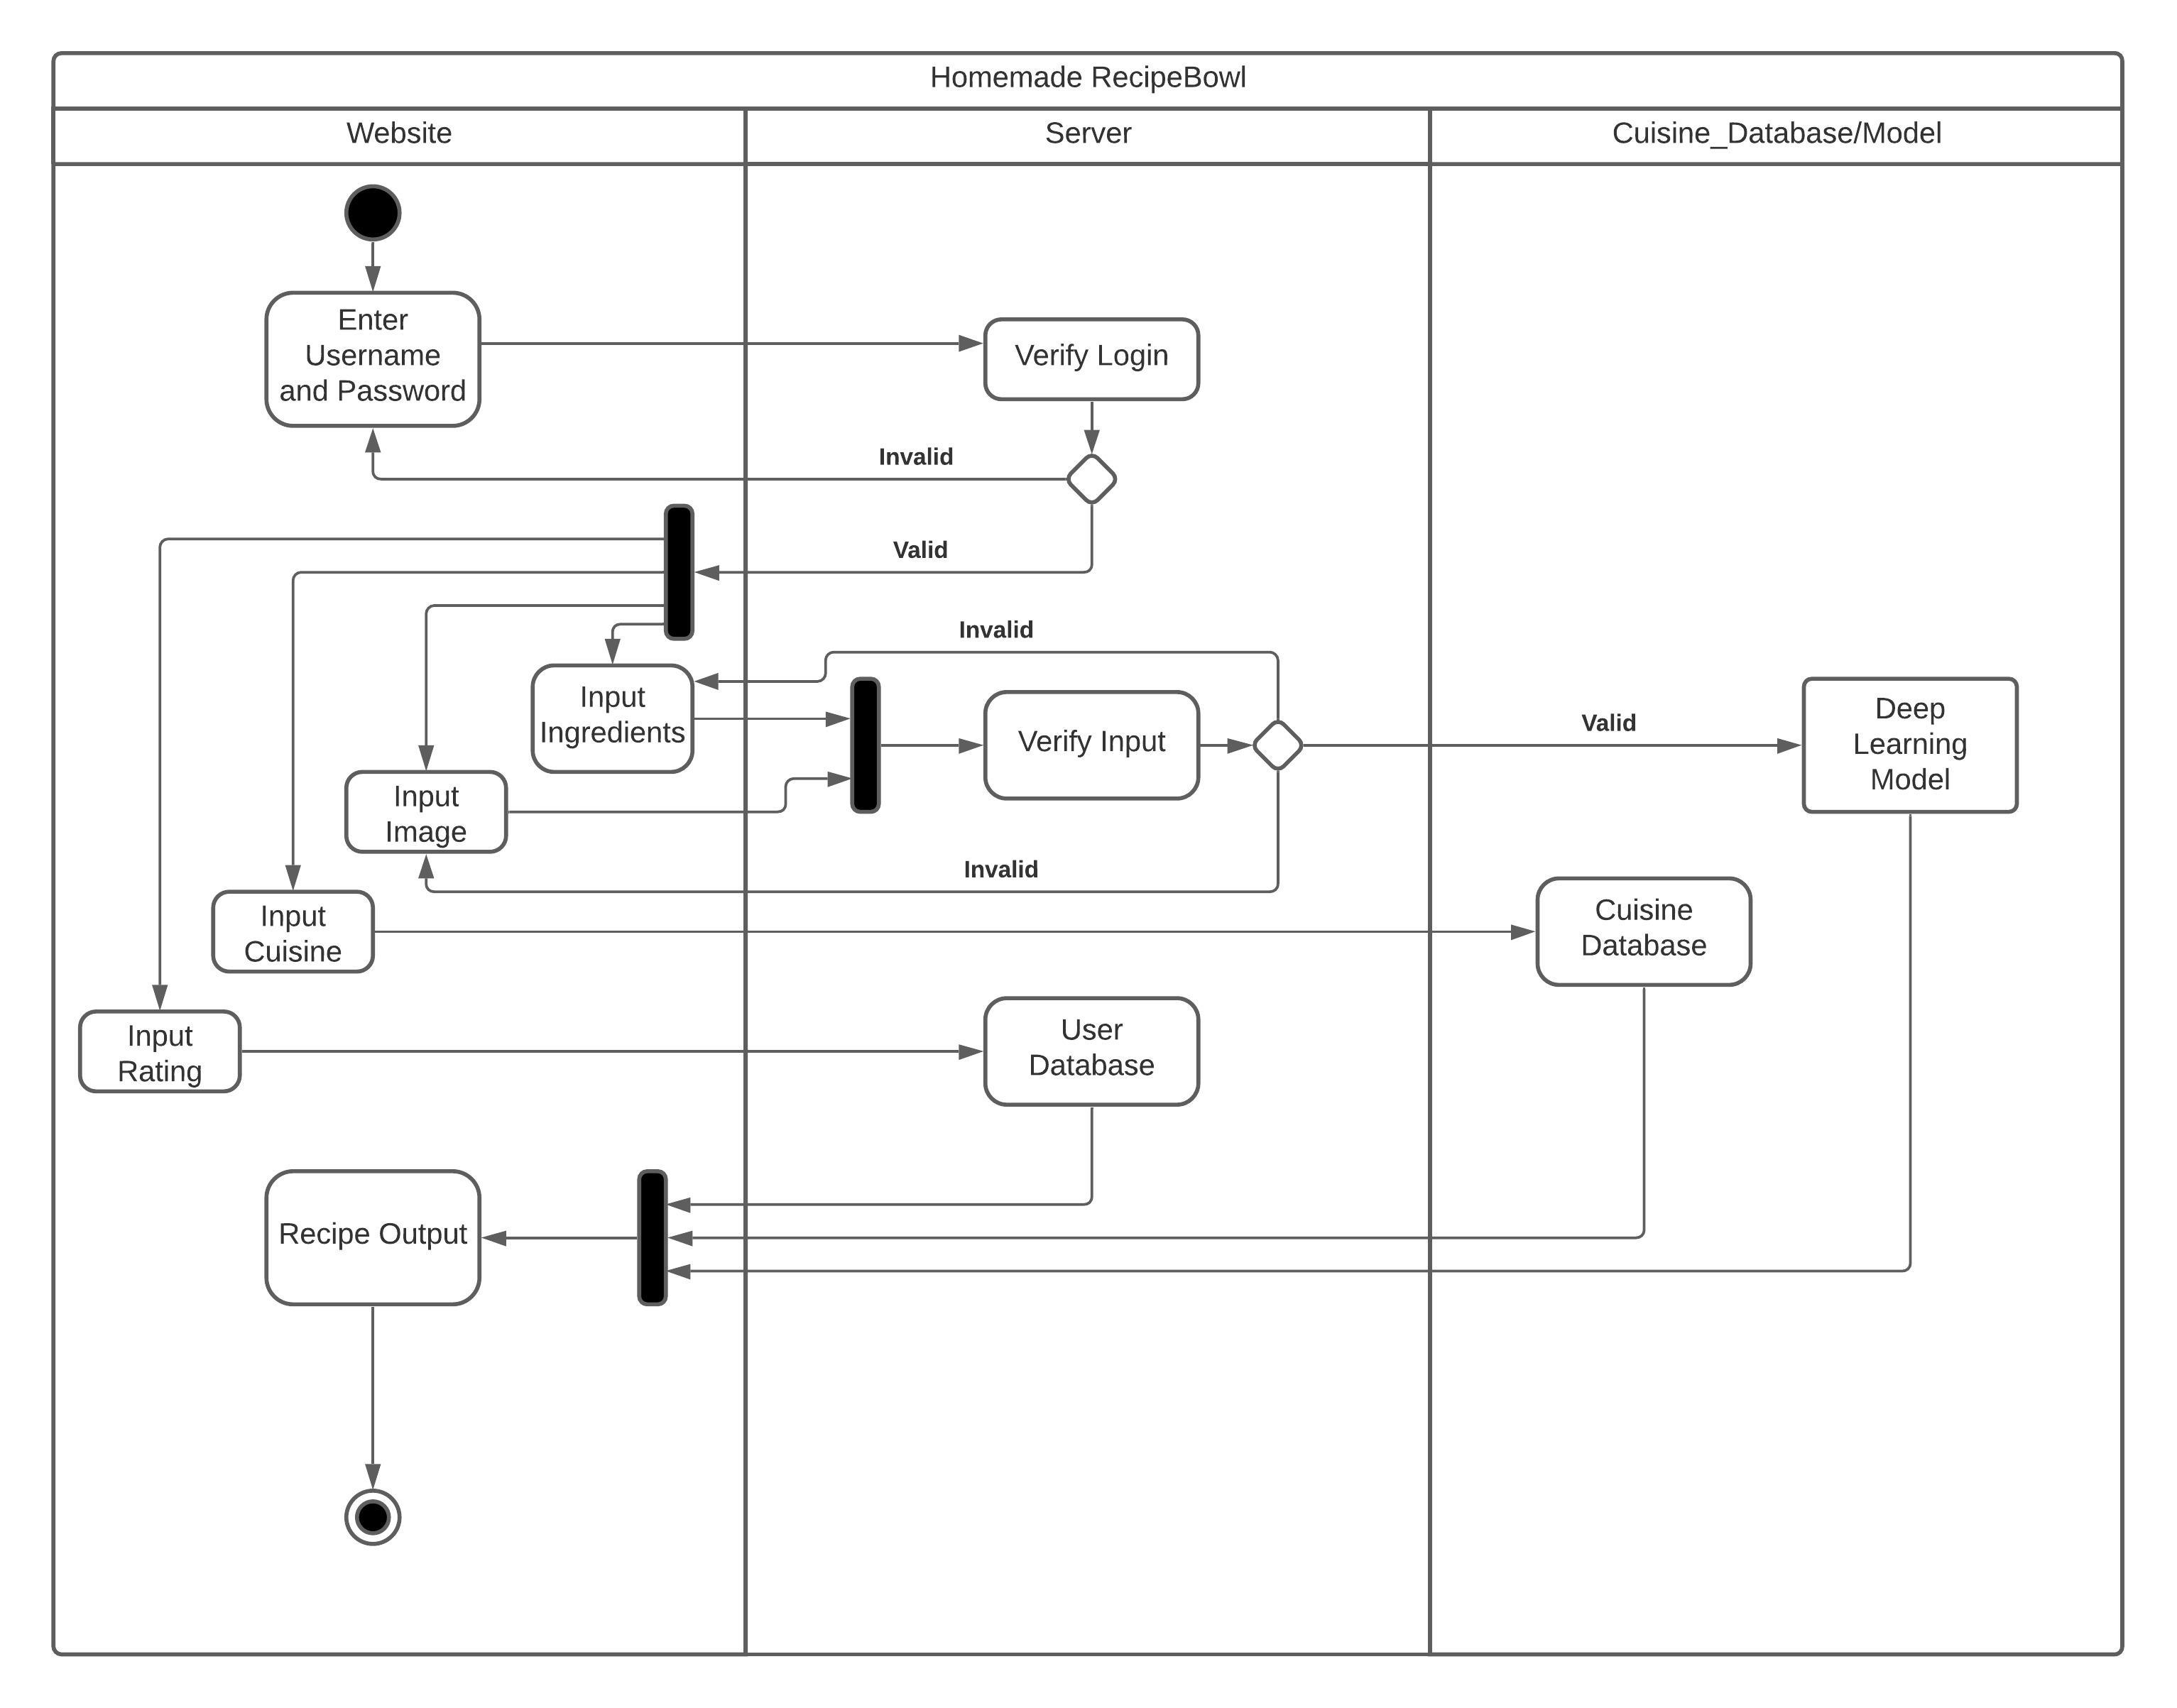 Homemade RecipeBowl
Website
Server
Cuisine_Database/Model
Enter
Username
and Password
Verify Login
Invalid
Valid
Invalid
Input
Ingredients
Verify Input
Valid
Deep
Learning
Model
Input
Image
Invalid
Input
Cuisine
Cuisine
Database
Input
Rating
User
Database
Recipe Output